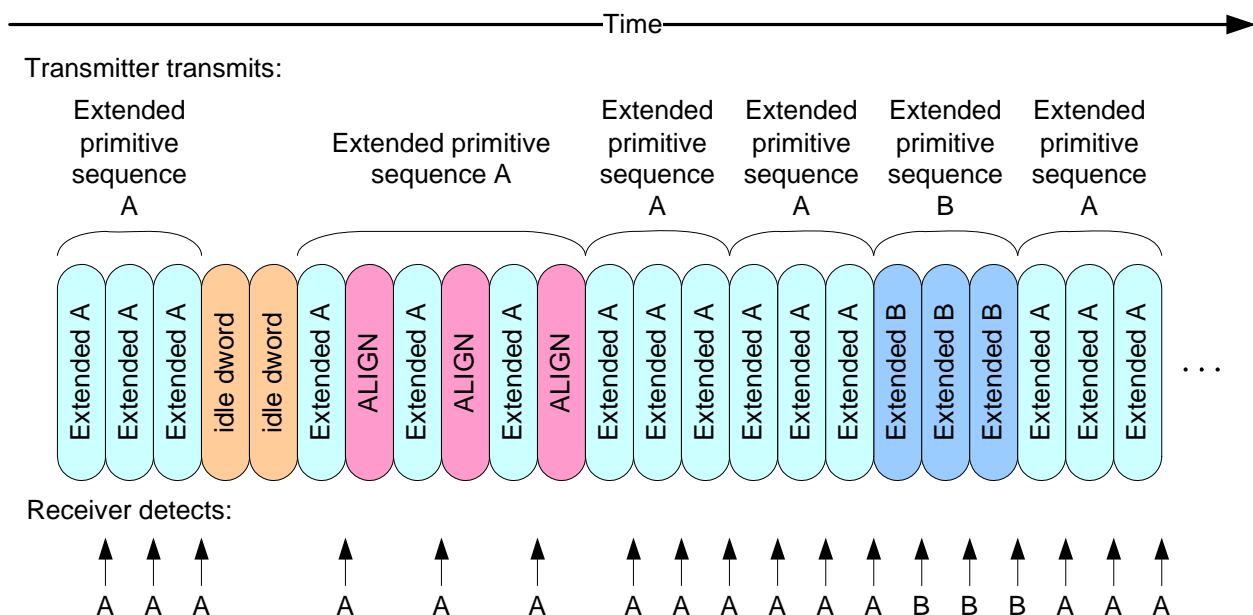 Time
Transmitter transmits:
Extended
primitive
sequence
A
Extended primitive
sequence A
Extended
primitive
sequence
A
Extended
primitive
sequence
A
Extended
primitive
sequence
B
Extended
primitive
sequence
A
Extended A
Extended A
Extended A
idle dword
idle dword
Extended A
ALIGN
Extended A
ALIGN
Extended A
ALIGN
Extended A
Extended A
Extended A
Extended A
Extended A
Extended A
Extended B
Extended B
Extended B
Extended A
Extended A
Extended A
. . .
Receiver detects:
A A A A A A A A A A A A B B B A A A